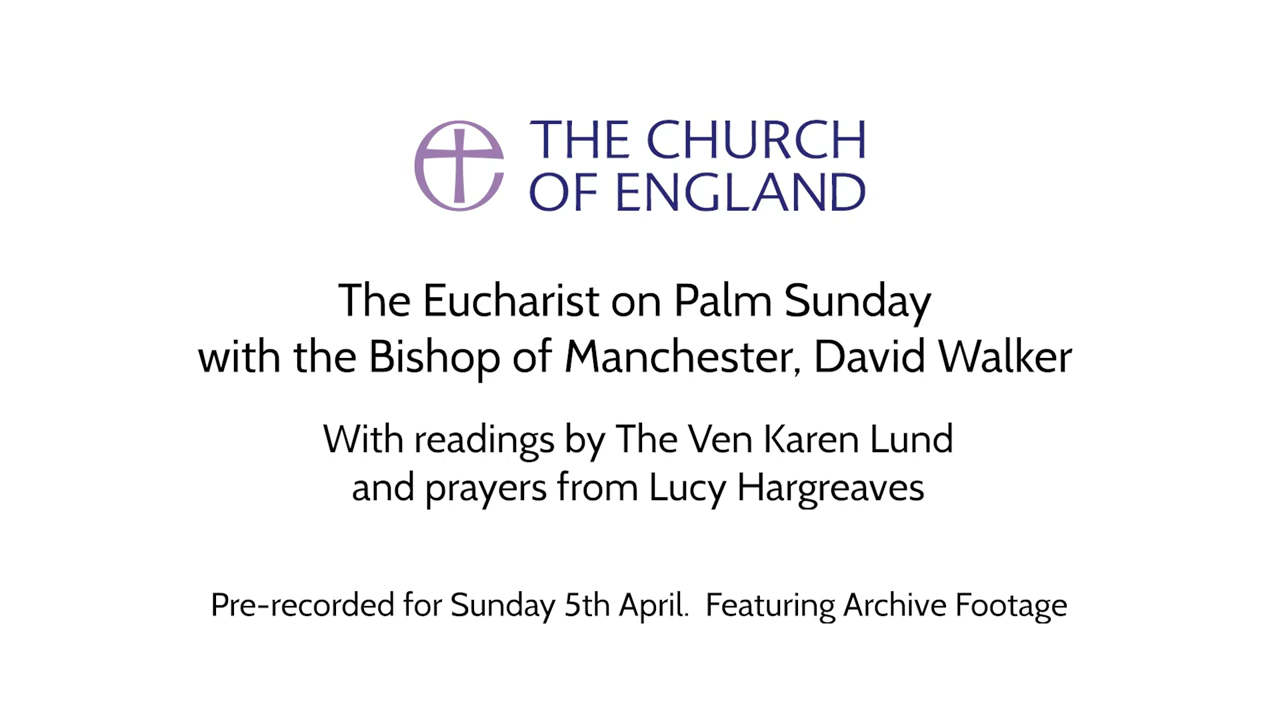 THE CHURCH
OF ENGLAND
The Eucharist on Palm Sunday
with the Bishop of Manchester, David Walker
With readings by The Ven Karen Lund
and prayers from Lucy Hargreaves
Pre-recorded for Sunday 5th April.  Featuring Archive Footage